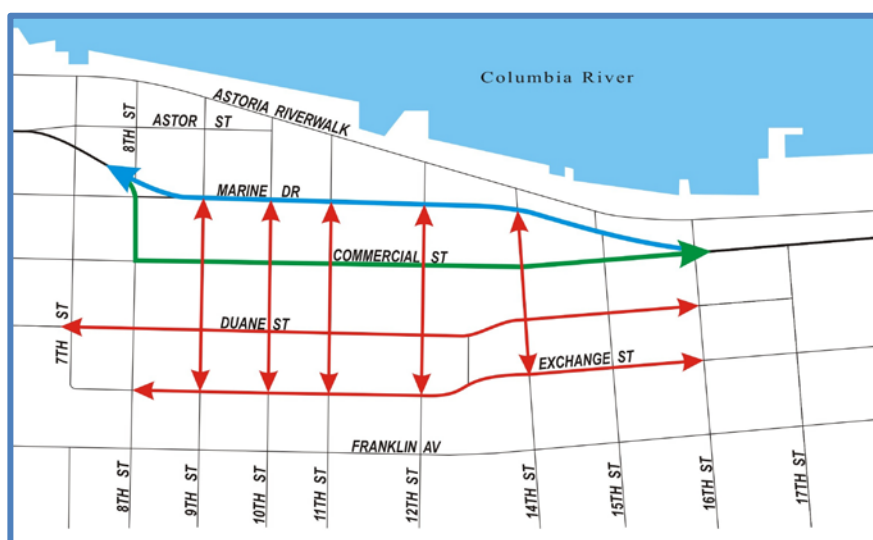 Columbia River
ASTORIA RIVERWALK
8TH ST
ASTOR ST
MARINE DR
COMMERCIAL ST
7TH ST
DUANE ST
EXCHANGE ST
FRANKLIN AV
8TH ST
9TH ST
10TH ST
11TH ST
12TH ST
14TH ST
15TH ST
16TH ST
17TH ST